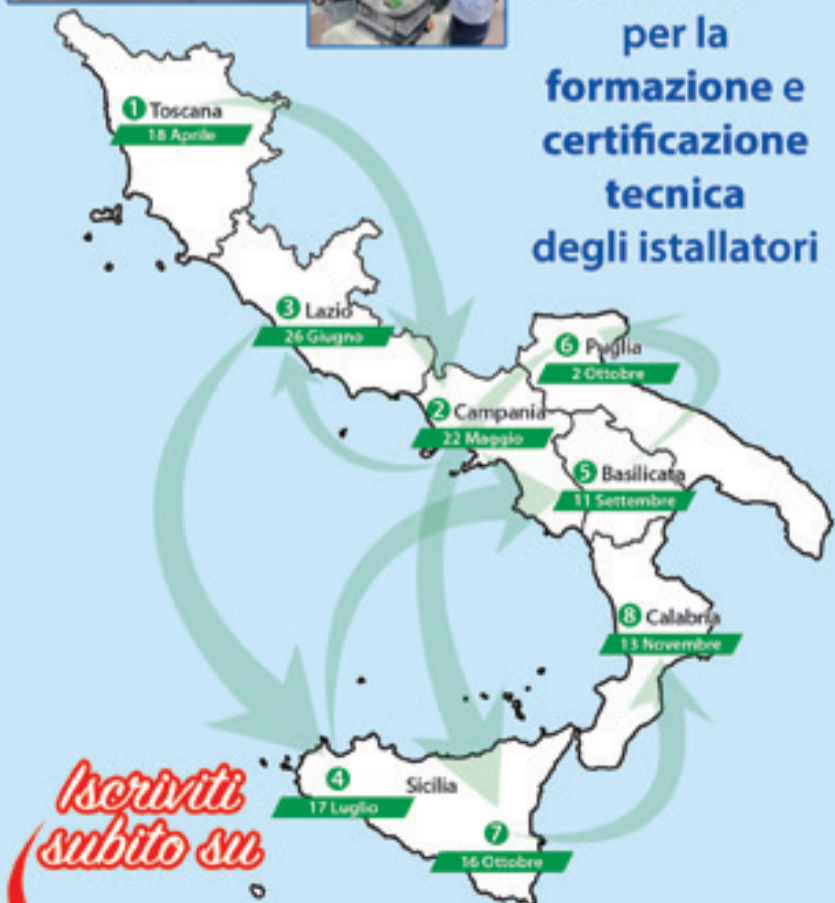 per la
formazione e
certificazione
tecnica
degli istallatori
1 Toscana
18 Aprile
3 Lazio
26 Giugno
6 Puglia
2 Ottobre
2 Campania
22 Maggio
5 Basilicata
11 Settembre
8 Calabria
13 Novembre
4 Sicilia
17 Luglio
7
16 Ottobre
Iscriviti
subito su